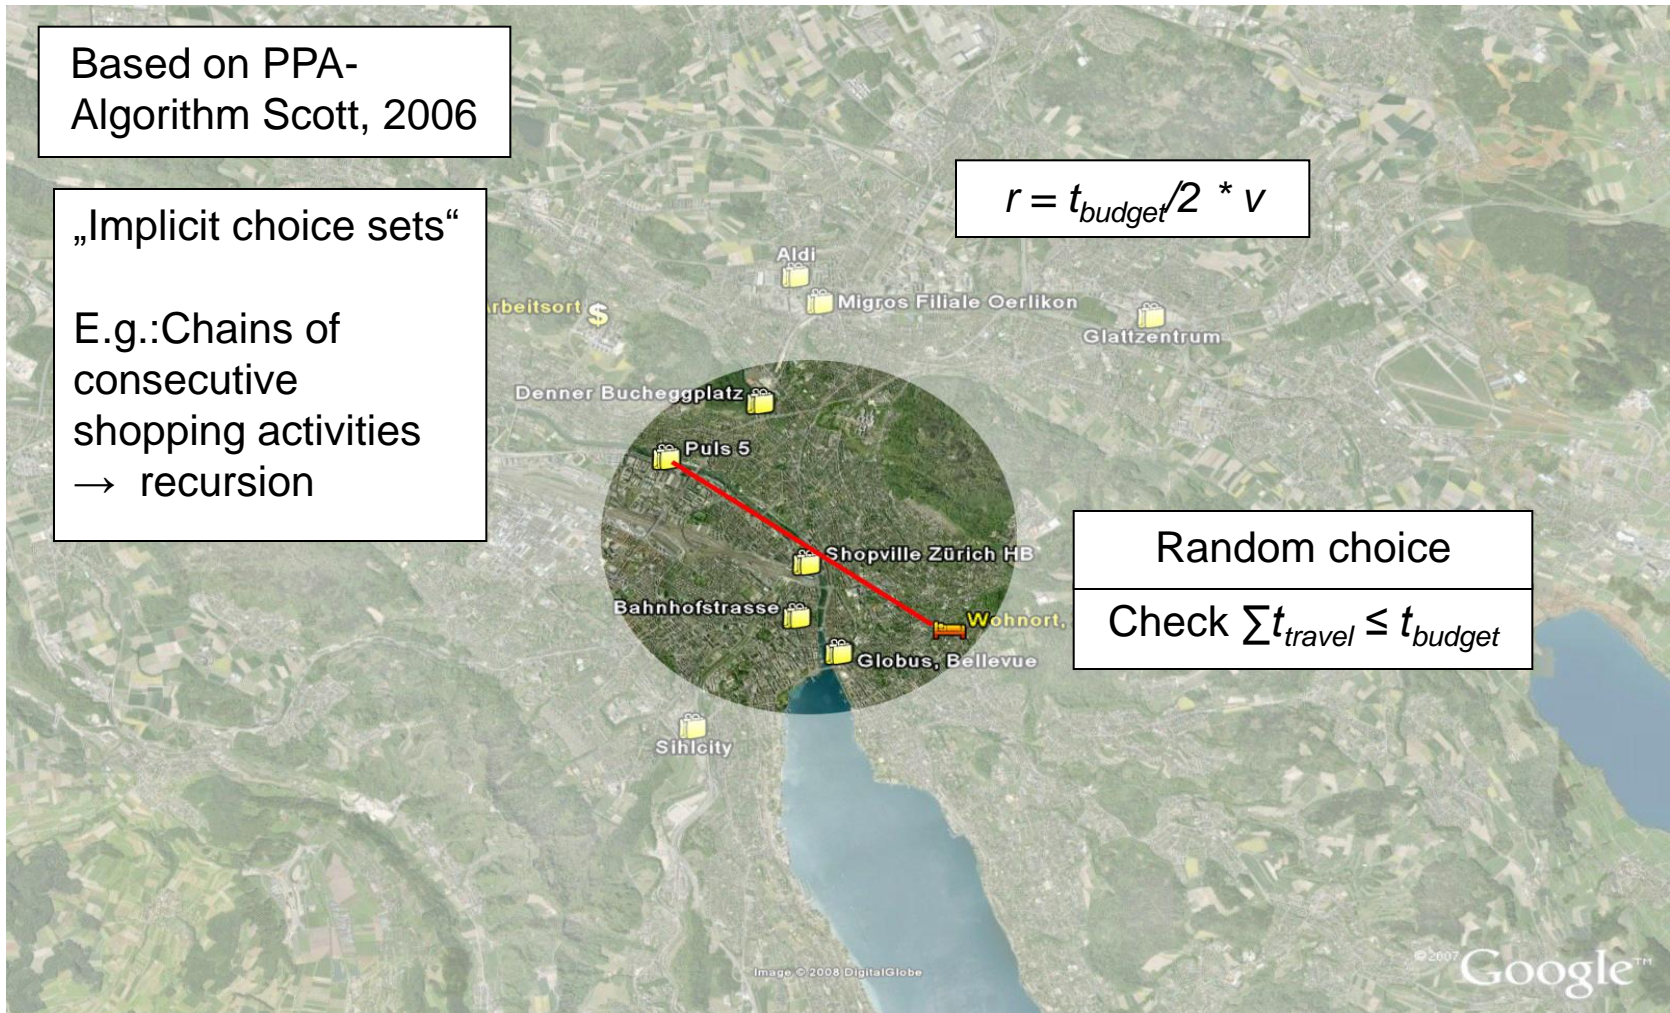 Based on PPA-
Algorithm Scott, 2006
„Implicit choice sets“
E.g.:Chains of
consecutive
shopping activities
→ recursion
r = t_budget/2 * v
Aldi
Migros Filiale Oerlikon
rbeitsort
$
Glattzentrum
Denner Bucheggplatz
Puls 5
Shopville Zürich HB
Bahnhofstrasse
Wohnort,
Globus, Bellevue
Random choice
Check ∑t_travel ≤ t_budget
Sihlcity
Image © 2008 DigitalGlobe
©2007 Google™